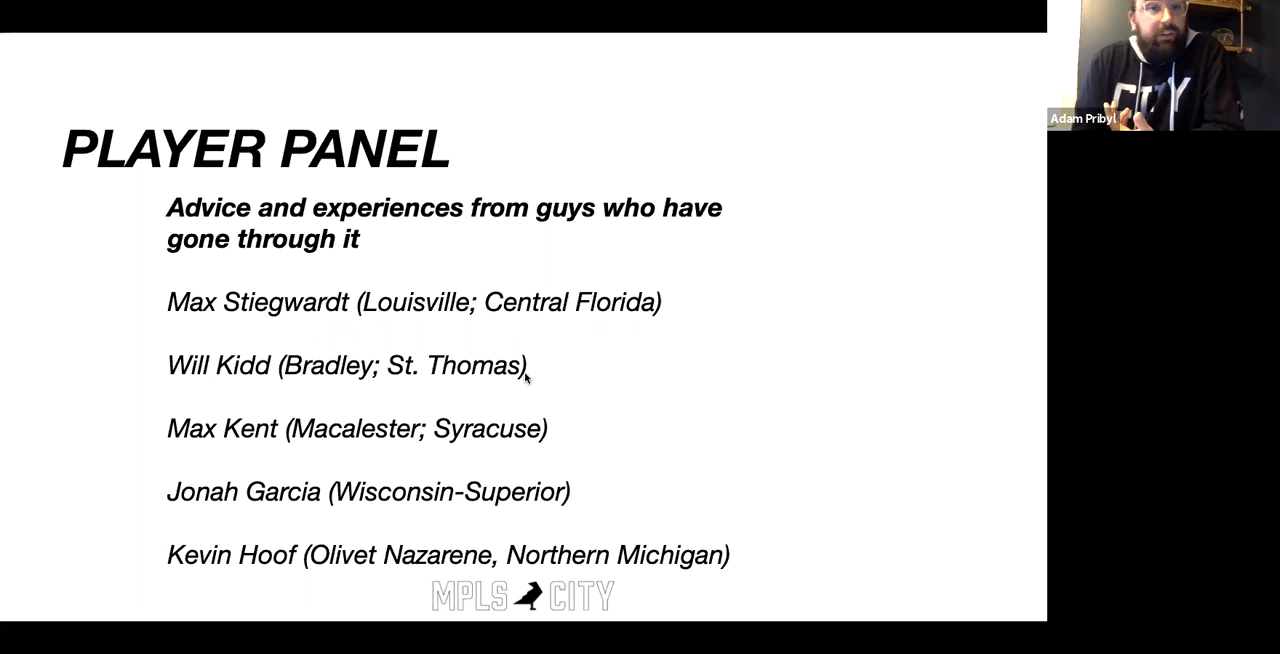 PLAYER PANEL
Advice and experiences from guys who have
gone through it
Max Stiegwardt (Louisville; Central Florida)
Will Kidd (Bradley; St. Thomas)
Max Kent (Macalester; Syracuse)
Jonah Garcia (Wisconsin-Superior)
Kevin Hoof (Olivet Nazarene, Northern Michigan)
MPLS CITY
CITY
Adam Pribyl